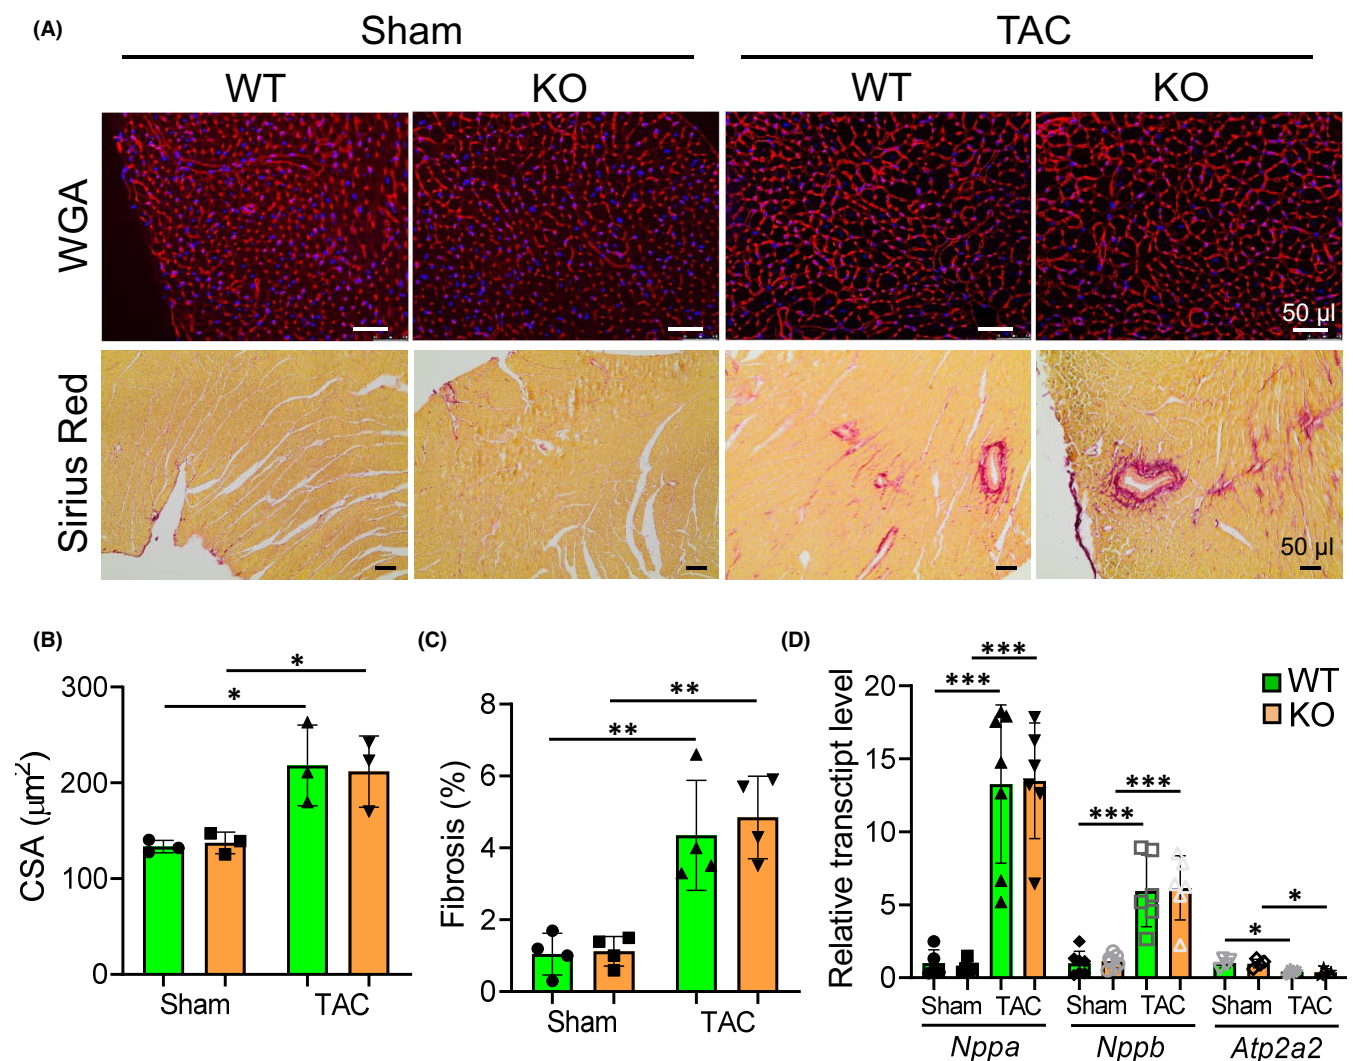 (A)
Sham
TAC
WT
KO
WT
KO
WGA
50 µl
Sirius Red
50 µl
(B)
CSA (µm²)
300
200
100
0
*
*
Sham
TAC
(C)
Fibrosis (%)
8
6
4
2
0
**
**
Sham
TAC
(D)
Relative transctipt level
20
15
10
5
0
***
***
***
***
*
*
WT
KO
Sham TAC Sham TAC Sham TAC
Nppa Nppb Atp2a2